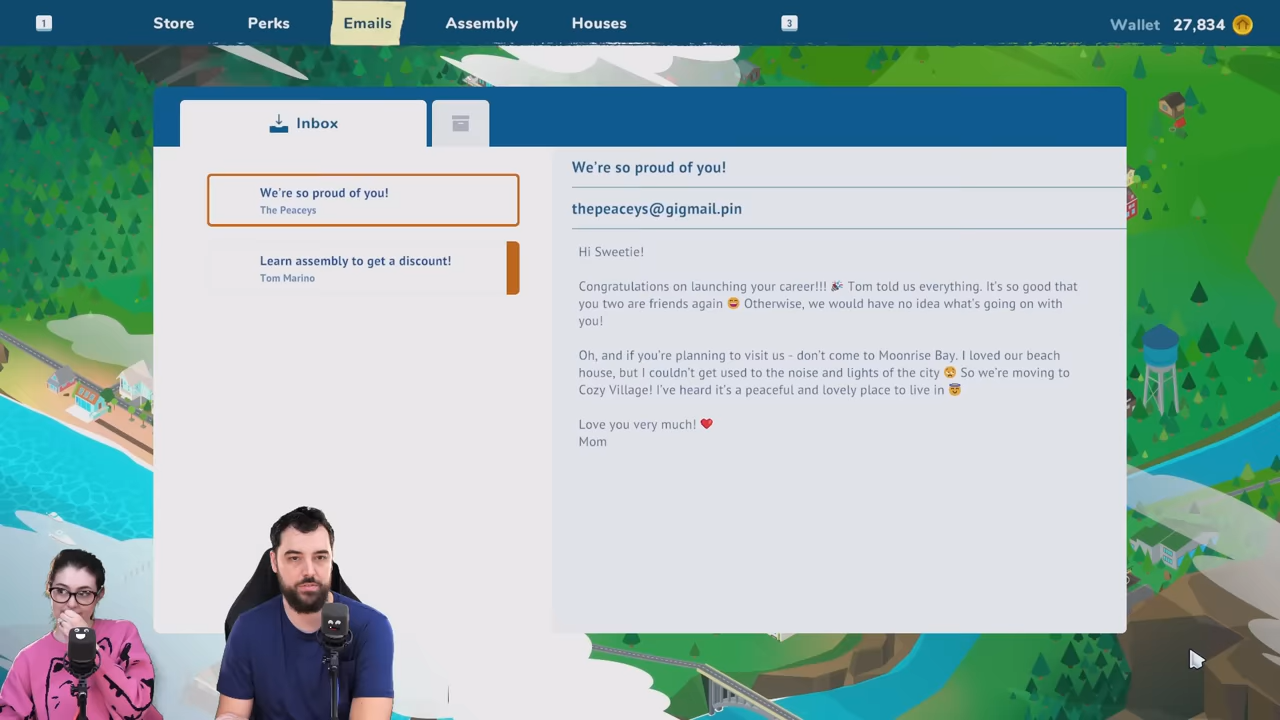 1 Store Perks Emails Assembly Houses 3 Wallet 27,834
Inbox
We're so proud of you!
The Peaceys
Learn assembly to get a discount!
Tom Marino
We're so proud of you!
thepeaceys@gigmail.pin
Hi Sweetie!
Congratulations on launching your career!!! 🎉 Tom told us everything. It's so good that
you two are friends again 😄 Otherwise, we would have no idea what's going on with
you!
Oh, and if you're planning to visit us - don't come to Moonrise Bay. I loved our beach
house, but I couldn't get used to the noise and lights of the city 😧 So we're moving to
Cozy Village! I've heard it's a peaceful and lovely place to live in 😇
Love you very much! ❤️
Mom